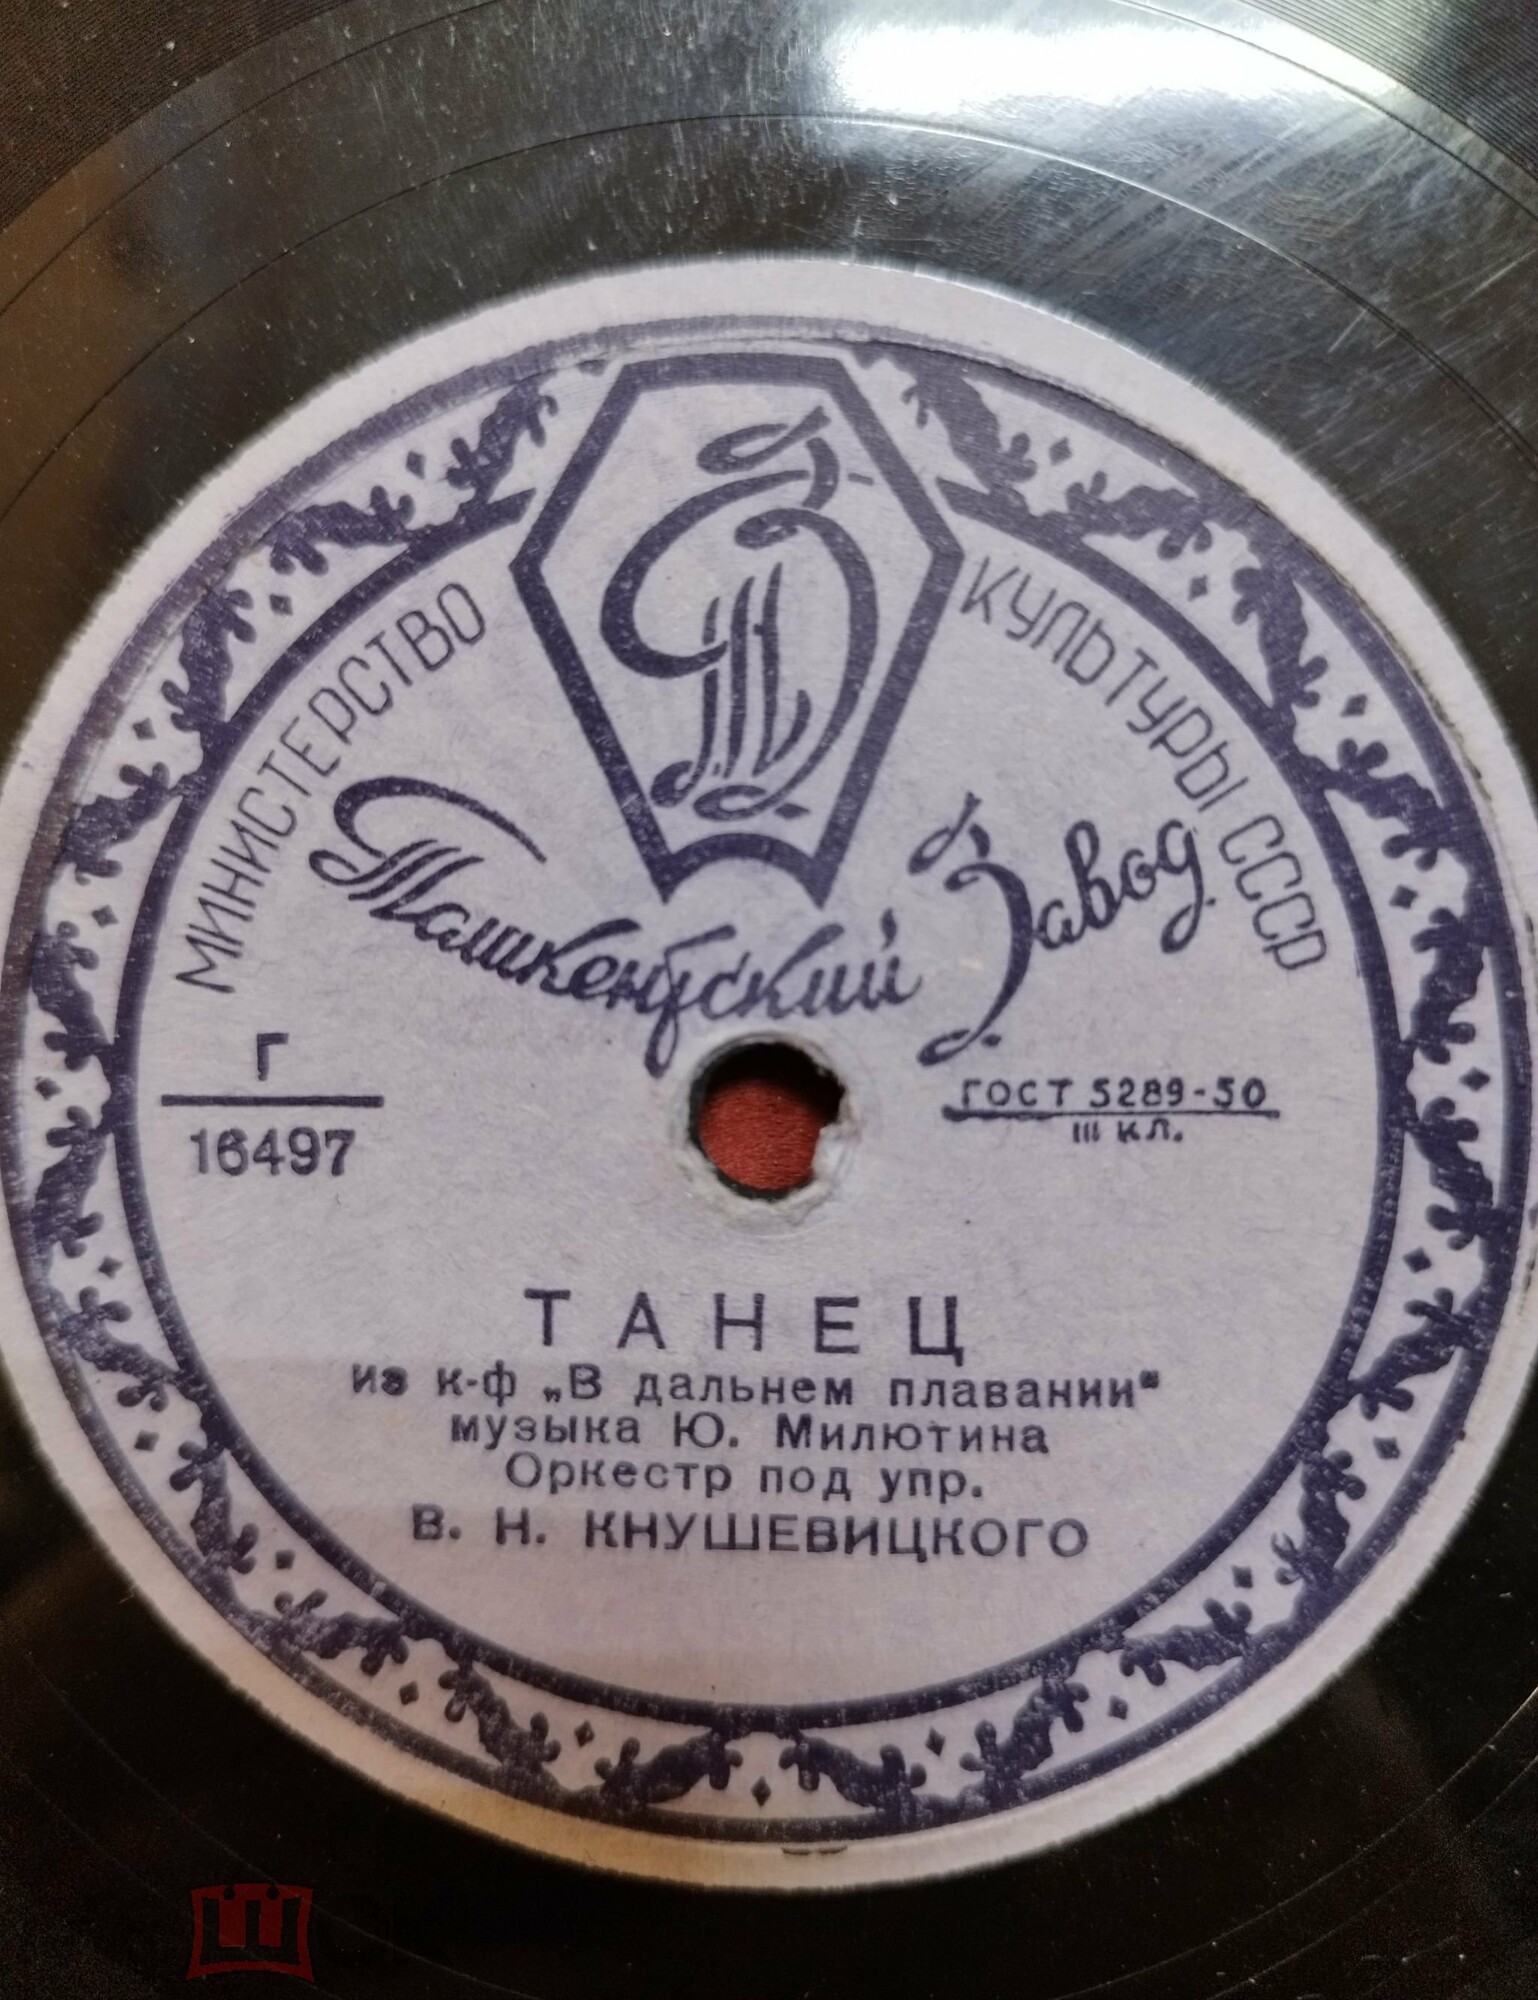 МИНИСТЕРСТВО КУЛЬТУРЫ СССР
Ташкентский Завод
Г
16497
ГОСТ 5289-50
III КЛ.
ТАНЕЦ
из к-ф „В дальнем плавании"
музыка Ю. Милютина
Оркестр под упр.
В. Н. КНУШЕВИЦКОГО